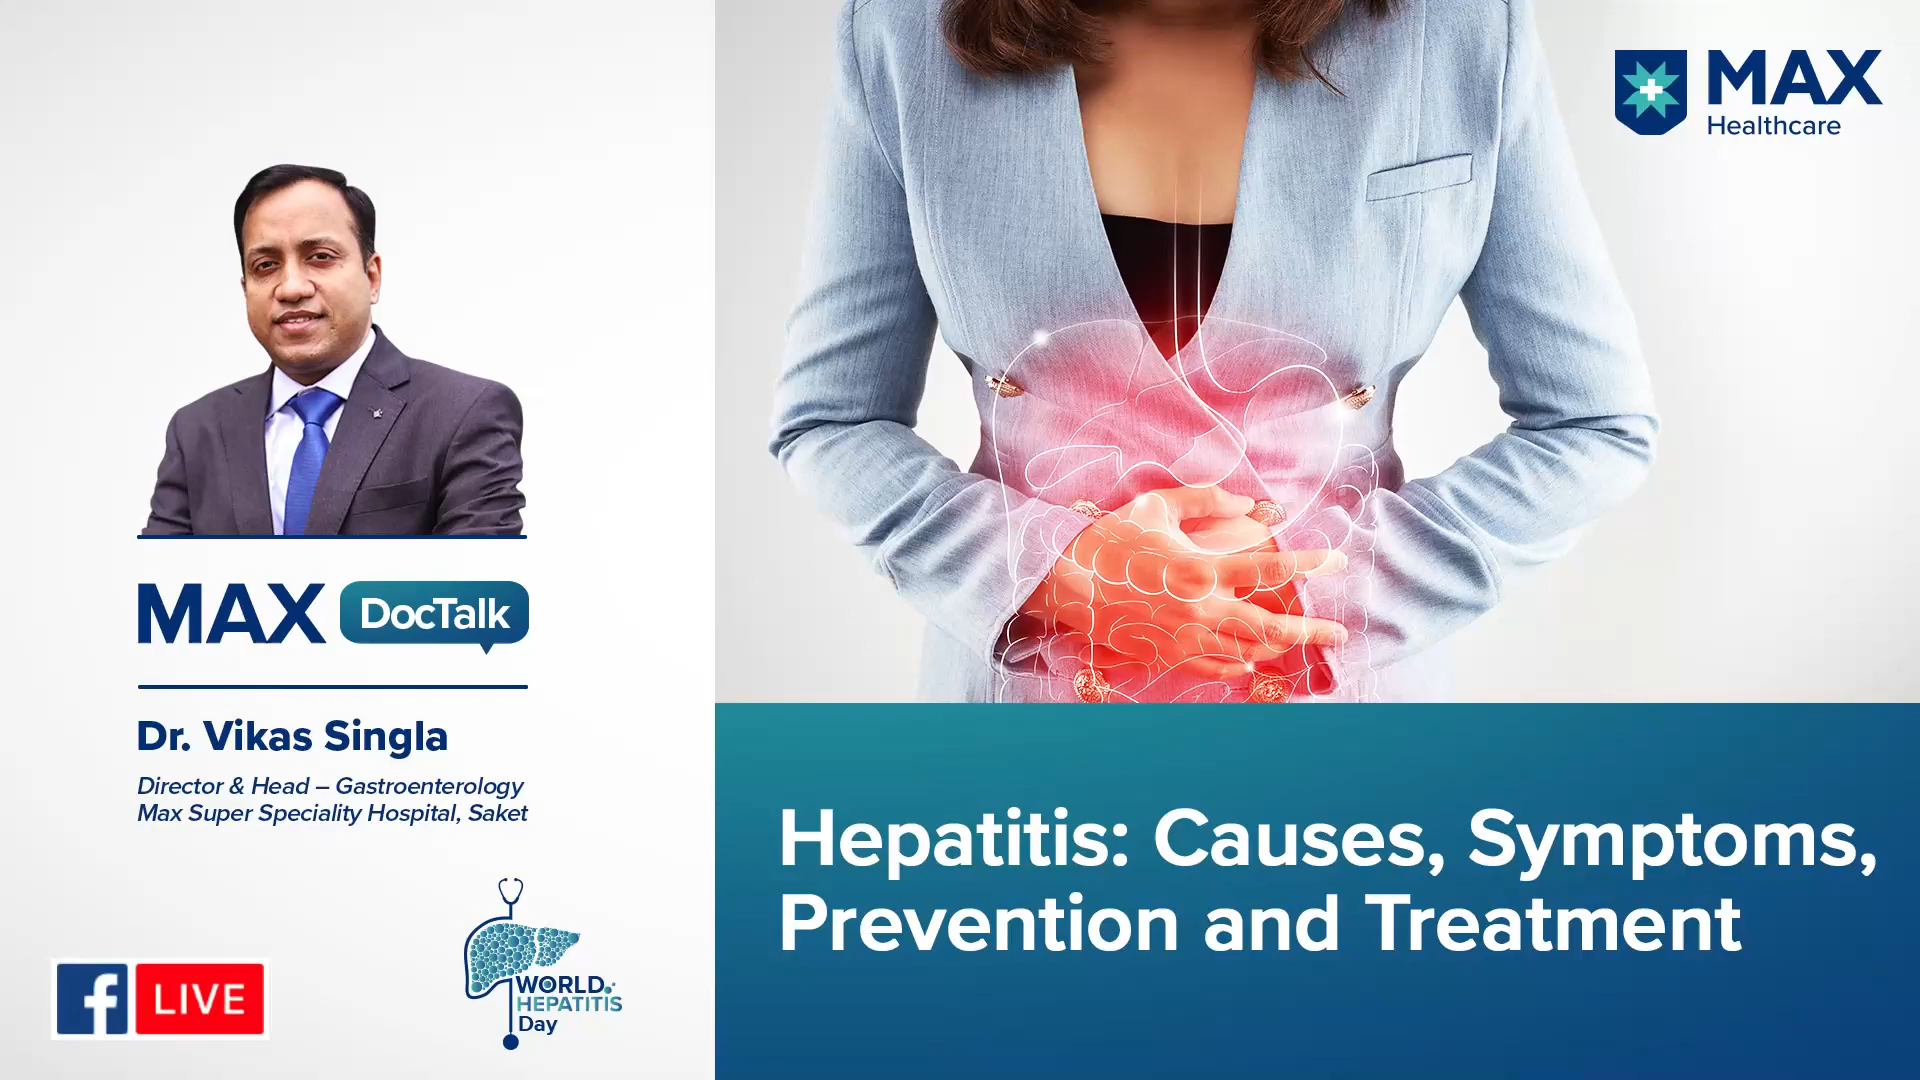 MAX
Healthcare
MAX DocTalk
Dr. Vikas Singla
Director & Head – Gastroenterology
Max Super Speciality Hospital, Saket
f LIVE
WORLD
HEPATITIS
Day
Hepatitis: Causes, Symptoms,
Prevention and Treatment